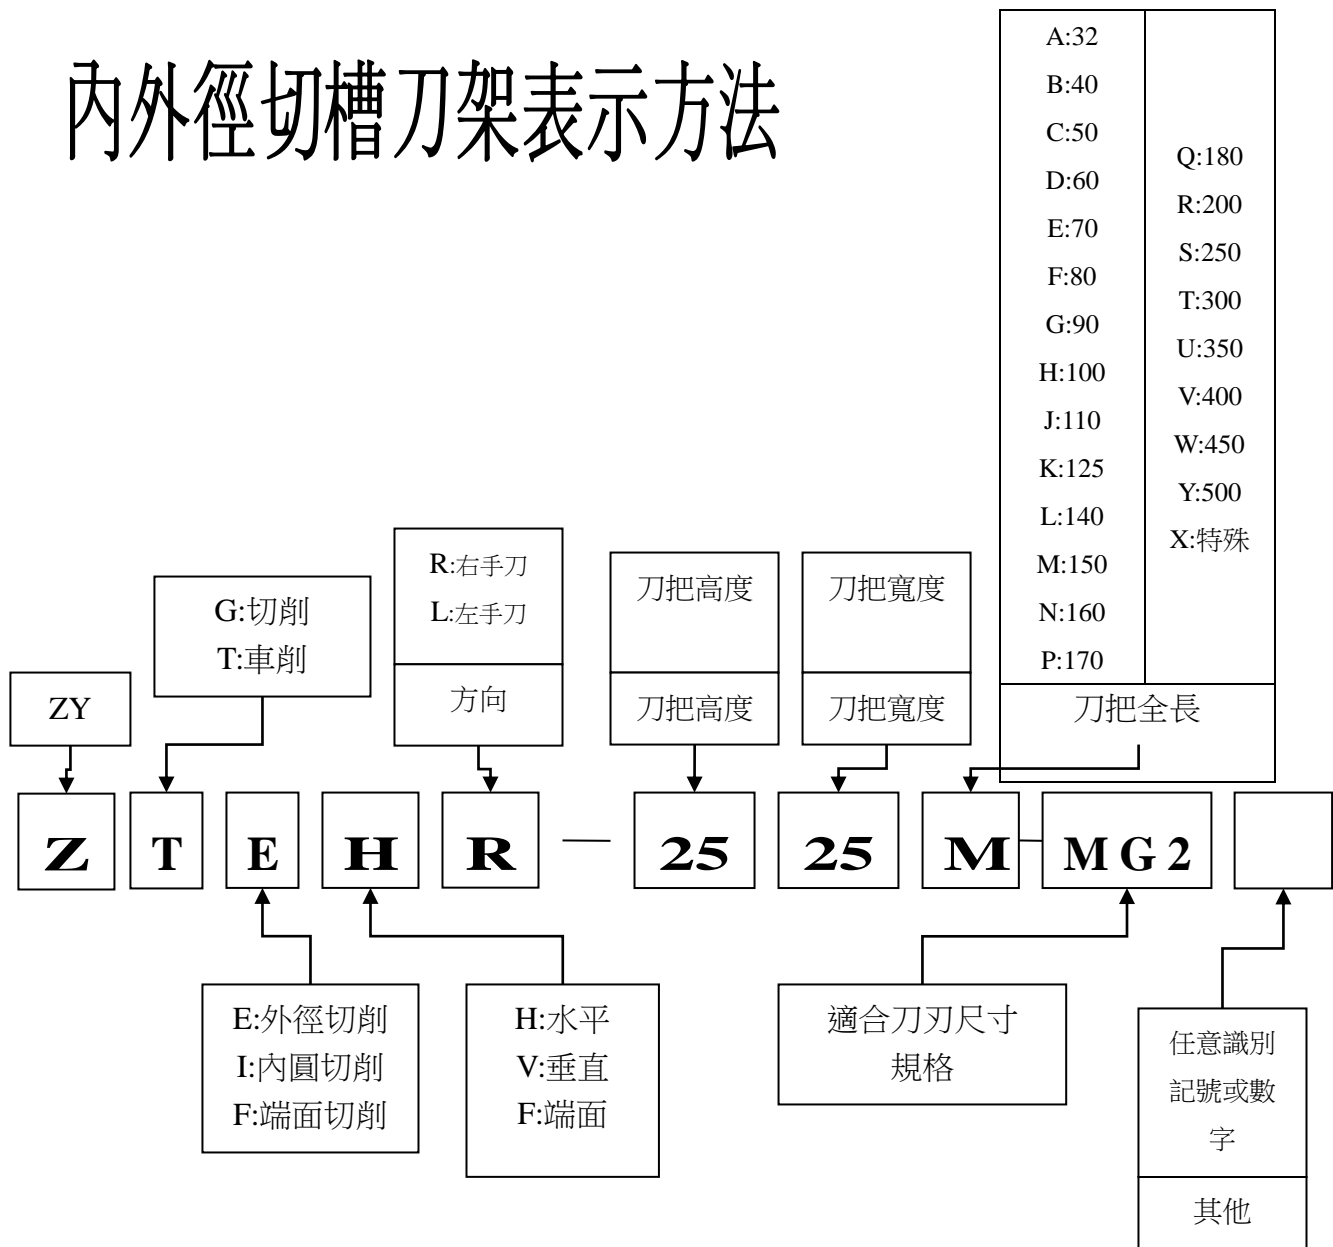 內外徑切槽刀架表示方法
A:32
B:40
C:50
D:60
E:70
F:80
G:90
H:100
J:110
K:125
L:140
M:150
N:160
P:170
Q:180
R:200
S:250
T:300
U:350
V:400
W:450
Y:500
X:特殊
刀把全長
ZY
G:切削
T:車削
R:右手刀
L:左手刀
方向
刀把高度
刀把高度
刀把寬度
刀把寬度
Z T E H R — 25 25 M - MG2
E:外徑切削
I:內圓切削
F:端面切削
H:水平
V:垂直
F:端面
適合刀刃尺寸
規格
任意識別
記號或數
字
其他